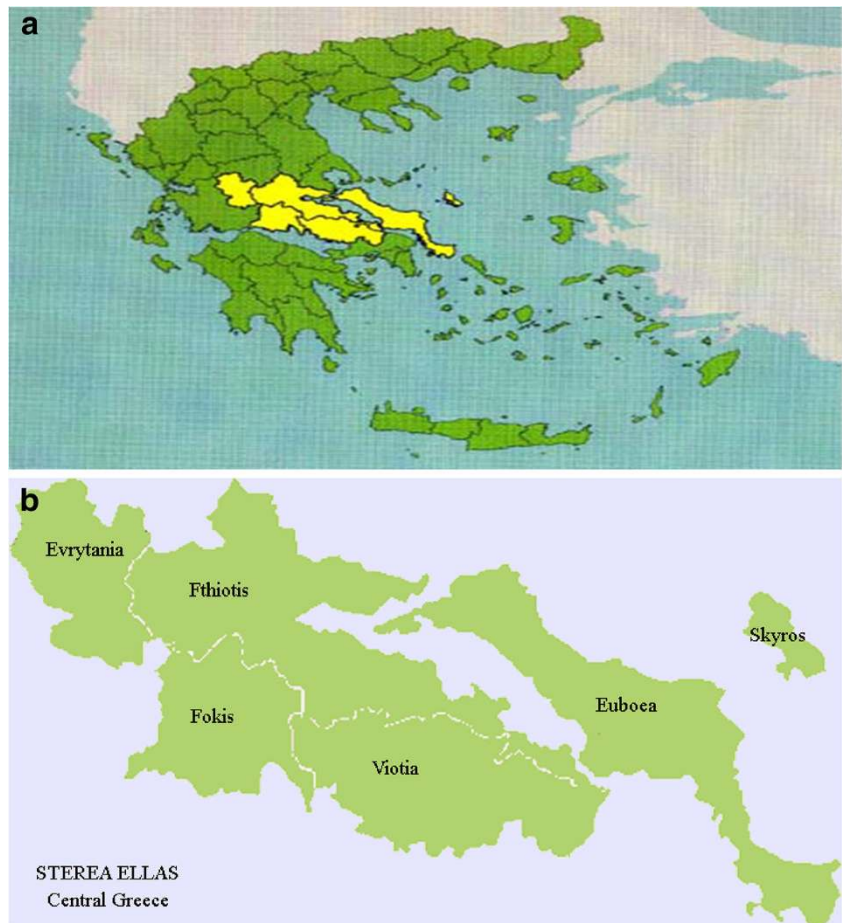 a
b
Evrytania
Fthiotis
Skyros
Euboea
Fokis
Viotia
STEREA ELLAS
Central Greece